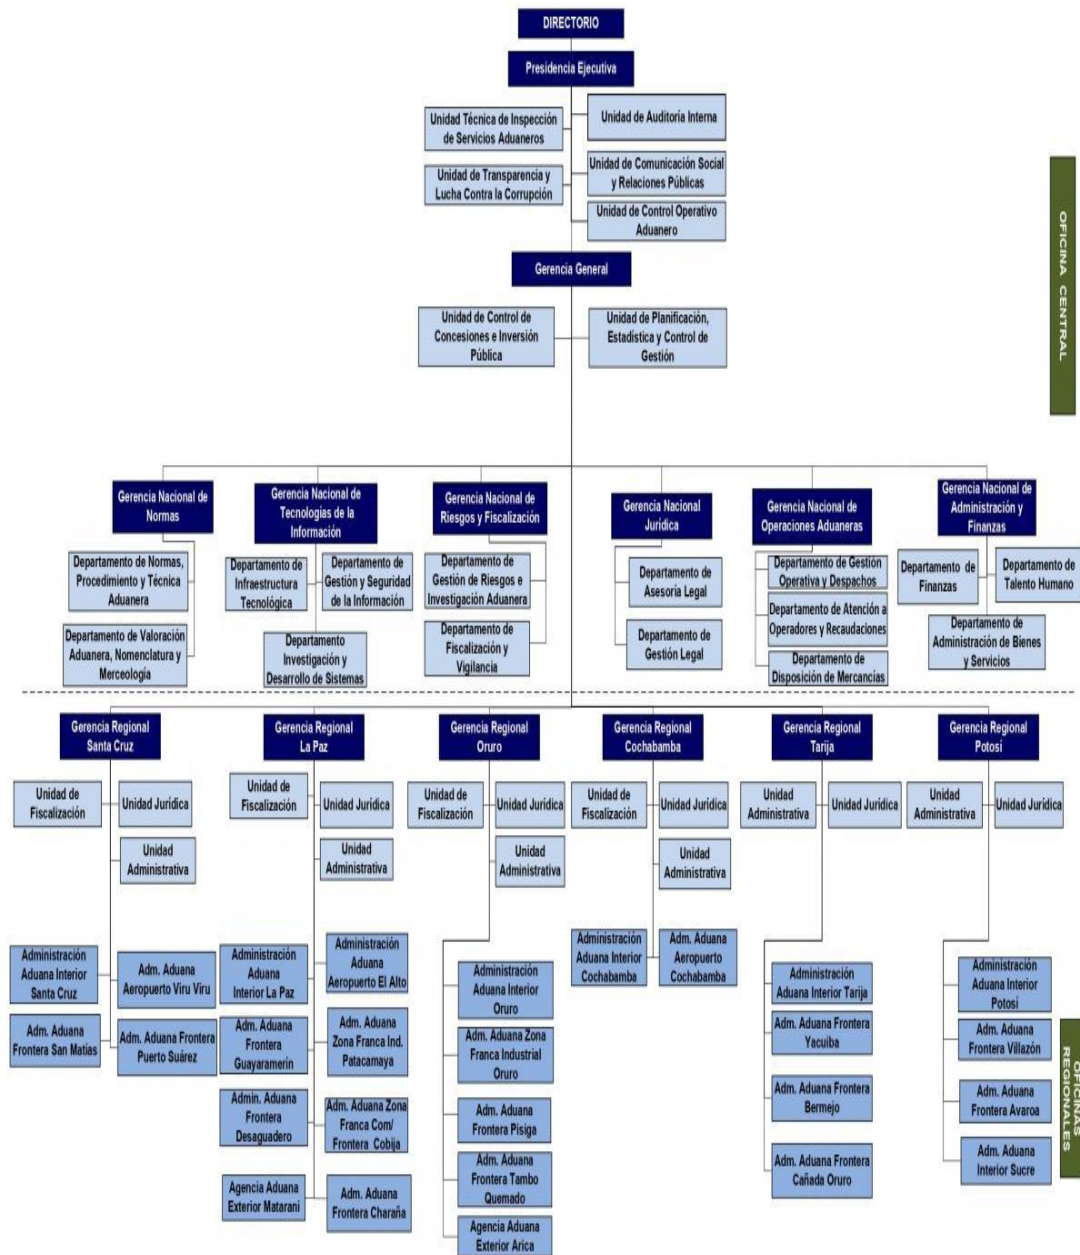 DIRECTORIO
Presidencia Ejecutiva
Unidad Técnica de Inspección
de Servicios Aduaneros
Unidad de Auditoria Interna
Unidad de Transparencia y
Lucha Contra la Corrupción
Unidad de Comunicación Social
y Relaciones Públicas
Unidad de Control Operativo
Aduanero
OFICINA CENTRAL
Gerencia General
Unidad de Control de
Concesiones e Inversión
Pública
Unidad de Planificación,
Estadística y Control de
Gestión
Gerencia Nacional de
Normas
Gerencia Nacional de
Tecnologías de la
Información
Gerencia Nacional de
Riesgos y Fiscalización
Gerencia Nacional
Jurídica
Gerencia Nacional de
Operaciones Aduaneras
Gerencia Nacional de
Administración y
Finanzas
Departamento de Normas,
Procedimiento y Técnica
Aduanera
Departamento de Valoración
Aduanera, Nomenclatura y
Merceología
Departamento de
Infraestructura
Tecnológica
Departamento de
Gestión y Seguridad
de la Información
Departamento
Investigación y
Desarrollo de Sistemas
Departamento de
Gestión de Riesgos e
Investigación Aduanera
Departamento de
Fiscalización y
Vigilancia
Departamento de
Asesoria Legal
Departamento de
Gestión Legal
Departamento de Gestión
Operativa y Despachos
Departamento de Atención a
Operadores y Recaudaciones
Departamento de
Disposición de Mercancías
Departamento de
Finanzas
Departamento de
Talento Humano
Departamento de
Administración de Bienes
y Servicios
Gerencia Regional
Santa Cruz
Gerencia Regional
La Paz
Gerencia Regional
Oruro
Gerencia Regional
Cochabamba
Gerencia Regional
Tarija
Gerencia Regional
Potosí
Unidad de
Fiscalización
Unidad Jurídica
Unidad
Administrativa
Unidad de
Fiscalización
Unidad Jurídica
Unidad
Administrativa
Unidad de
Fiscalización
Unidad Jurídica
Unidad
Administrativa
Unidad de
Fiscalización
Unidad Jurídica
Unidad
Administrativa
Unidad
Administrativa
Unidad Jurídica
Unidad
Administrativa
Unidad Jurídica
Administración
Aduana Interior
Santa Cruz
Adm. Aduana
Aeropuerto Viru Viru
Adm. Aduana
Frontera San Matías
Adm. Aduana Frontera
Puerto Suárez
Administración
Aduana
Interior La Paz
Administración
Aduana
Aeropuerto El Alto
Adm. Aduana
Frontera
Guayaramerín
Adm. Aduana
Zona Franca Ind.
Patacamaya
Admin. Aduana
Frontera
Desaguadero
Adm. Aduana Zona
Franca Com/
Frontera Cobija
Agencia Aduana
Exterior Matarani
Adm. Aduana
Frontera Charaña
Administración
Aduana Interior
Oruro
Adm. Aduana Zona
Franca Industrial
Oruro
Adm. Aduana
Frontera Pisiga
Adm. Aduana
Frontera Tambo
Quemado
Agencia Aduana
Exterior Arica
Administración
Aduana Interior
Cochabamba
Adm. Aduana
Aeropuerto
Cochabamba
Administración
Aduana Interior Tarija
Adm. Aduana Frontera
Yacuiba
Adm. Aduana Frontera
Bermejo
Adm. Aduana Frontera
Cañada Oruro
Administración
Aduana Interior
Potosí
Adm. Aduana
Frontera Villazón
Adm. Aduana
Frontera Avaroa
Adm. Aduana
Interior Sucre
OFICINAS
REGIONALES